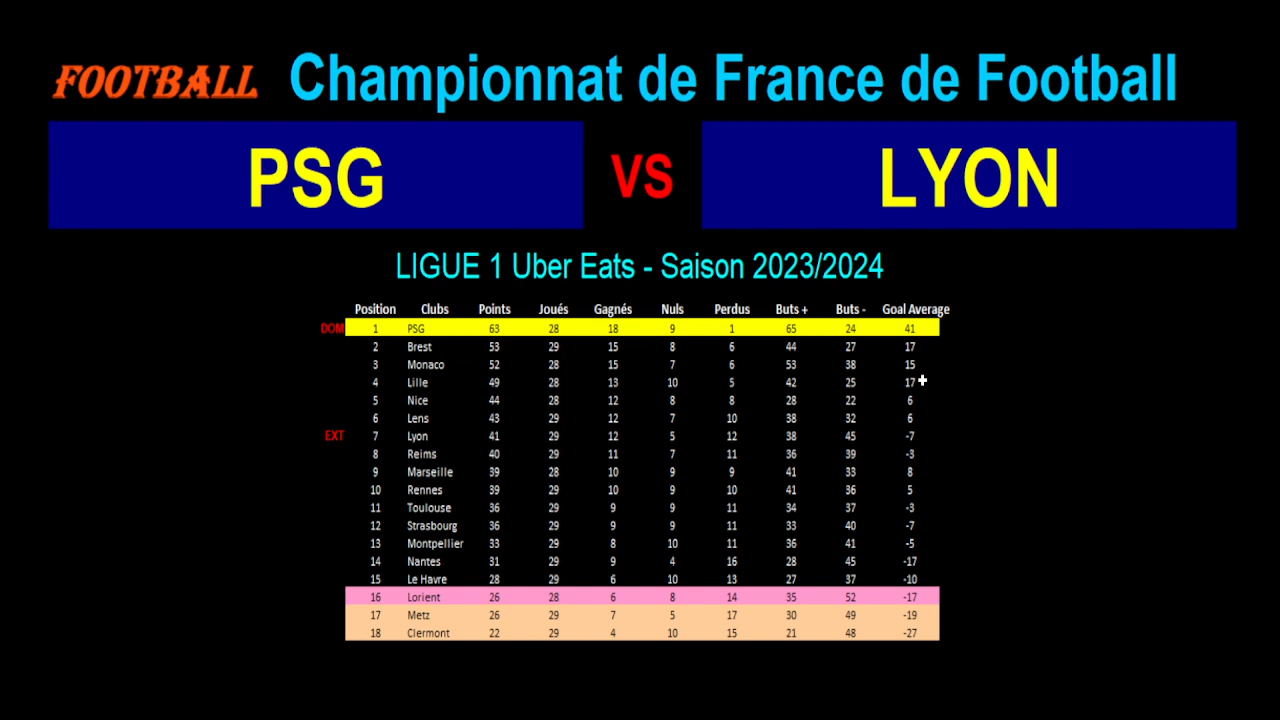 FOOTBALL Championnat de France de Football
PSG VS LYON
LIGUE 1 Uber Eats - Saison 2023/2024
Position Clubs Points Joués Gagnés Nuls Perdus Buts + Buts - Goal Average
DOM 1 PSG 63 28 18 9 1 65 24 41
2 Brest 53 29 15 8 6 44 27 17
3 Monaco 52 28 15 7 6 53 38 15
4 Lille 49 28 13 10 5 42 25 17
5 Nice 44 28 12 8 8 28 22 6
6 Lens 43 29 12 7 10 38 32 6
EXT 7 Lyon 41 29 12 5 12 38 45 -7
8 Reims 40 29 11 7 11 36 39 -3
9 Marseille 39 28 10 9 9 41 33 8
10 Rennes 39 29 10 9 10 41 36 5
11 Toulouse 36 29 9 9 11 34 37 -3
12 Strasbourg 36 29 9 9 11 33 40 -7
13 Montpellier 33 29 8 10 11 36 41 -5
14 Nantes 31 29 9 4 16 28 45 -17
15 Le Havre 28 29 6 10 13 27 37 -10
16 Lorient 26 28 6 8 14 35 52 -17
17 Metz 26 29 7 5 17 30 49 -19
18 Clermont 22 29 4 10 15 21 48 -27